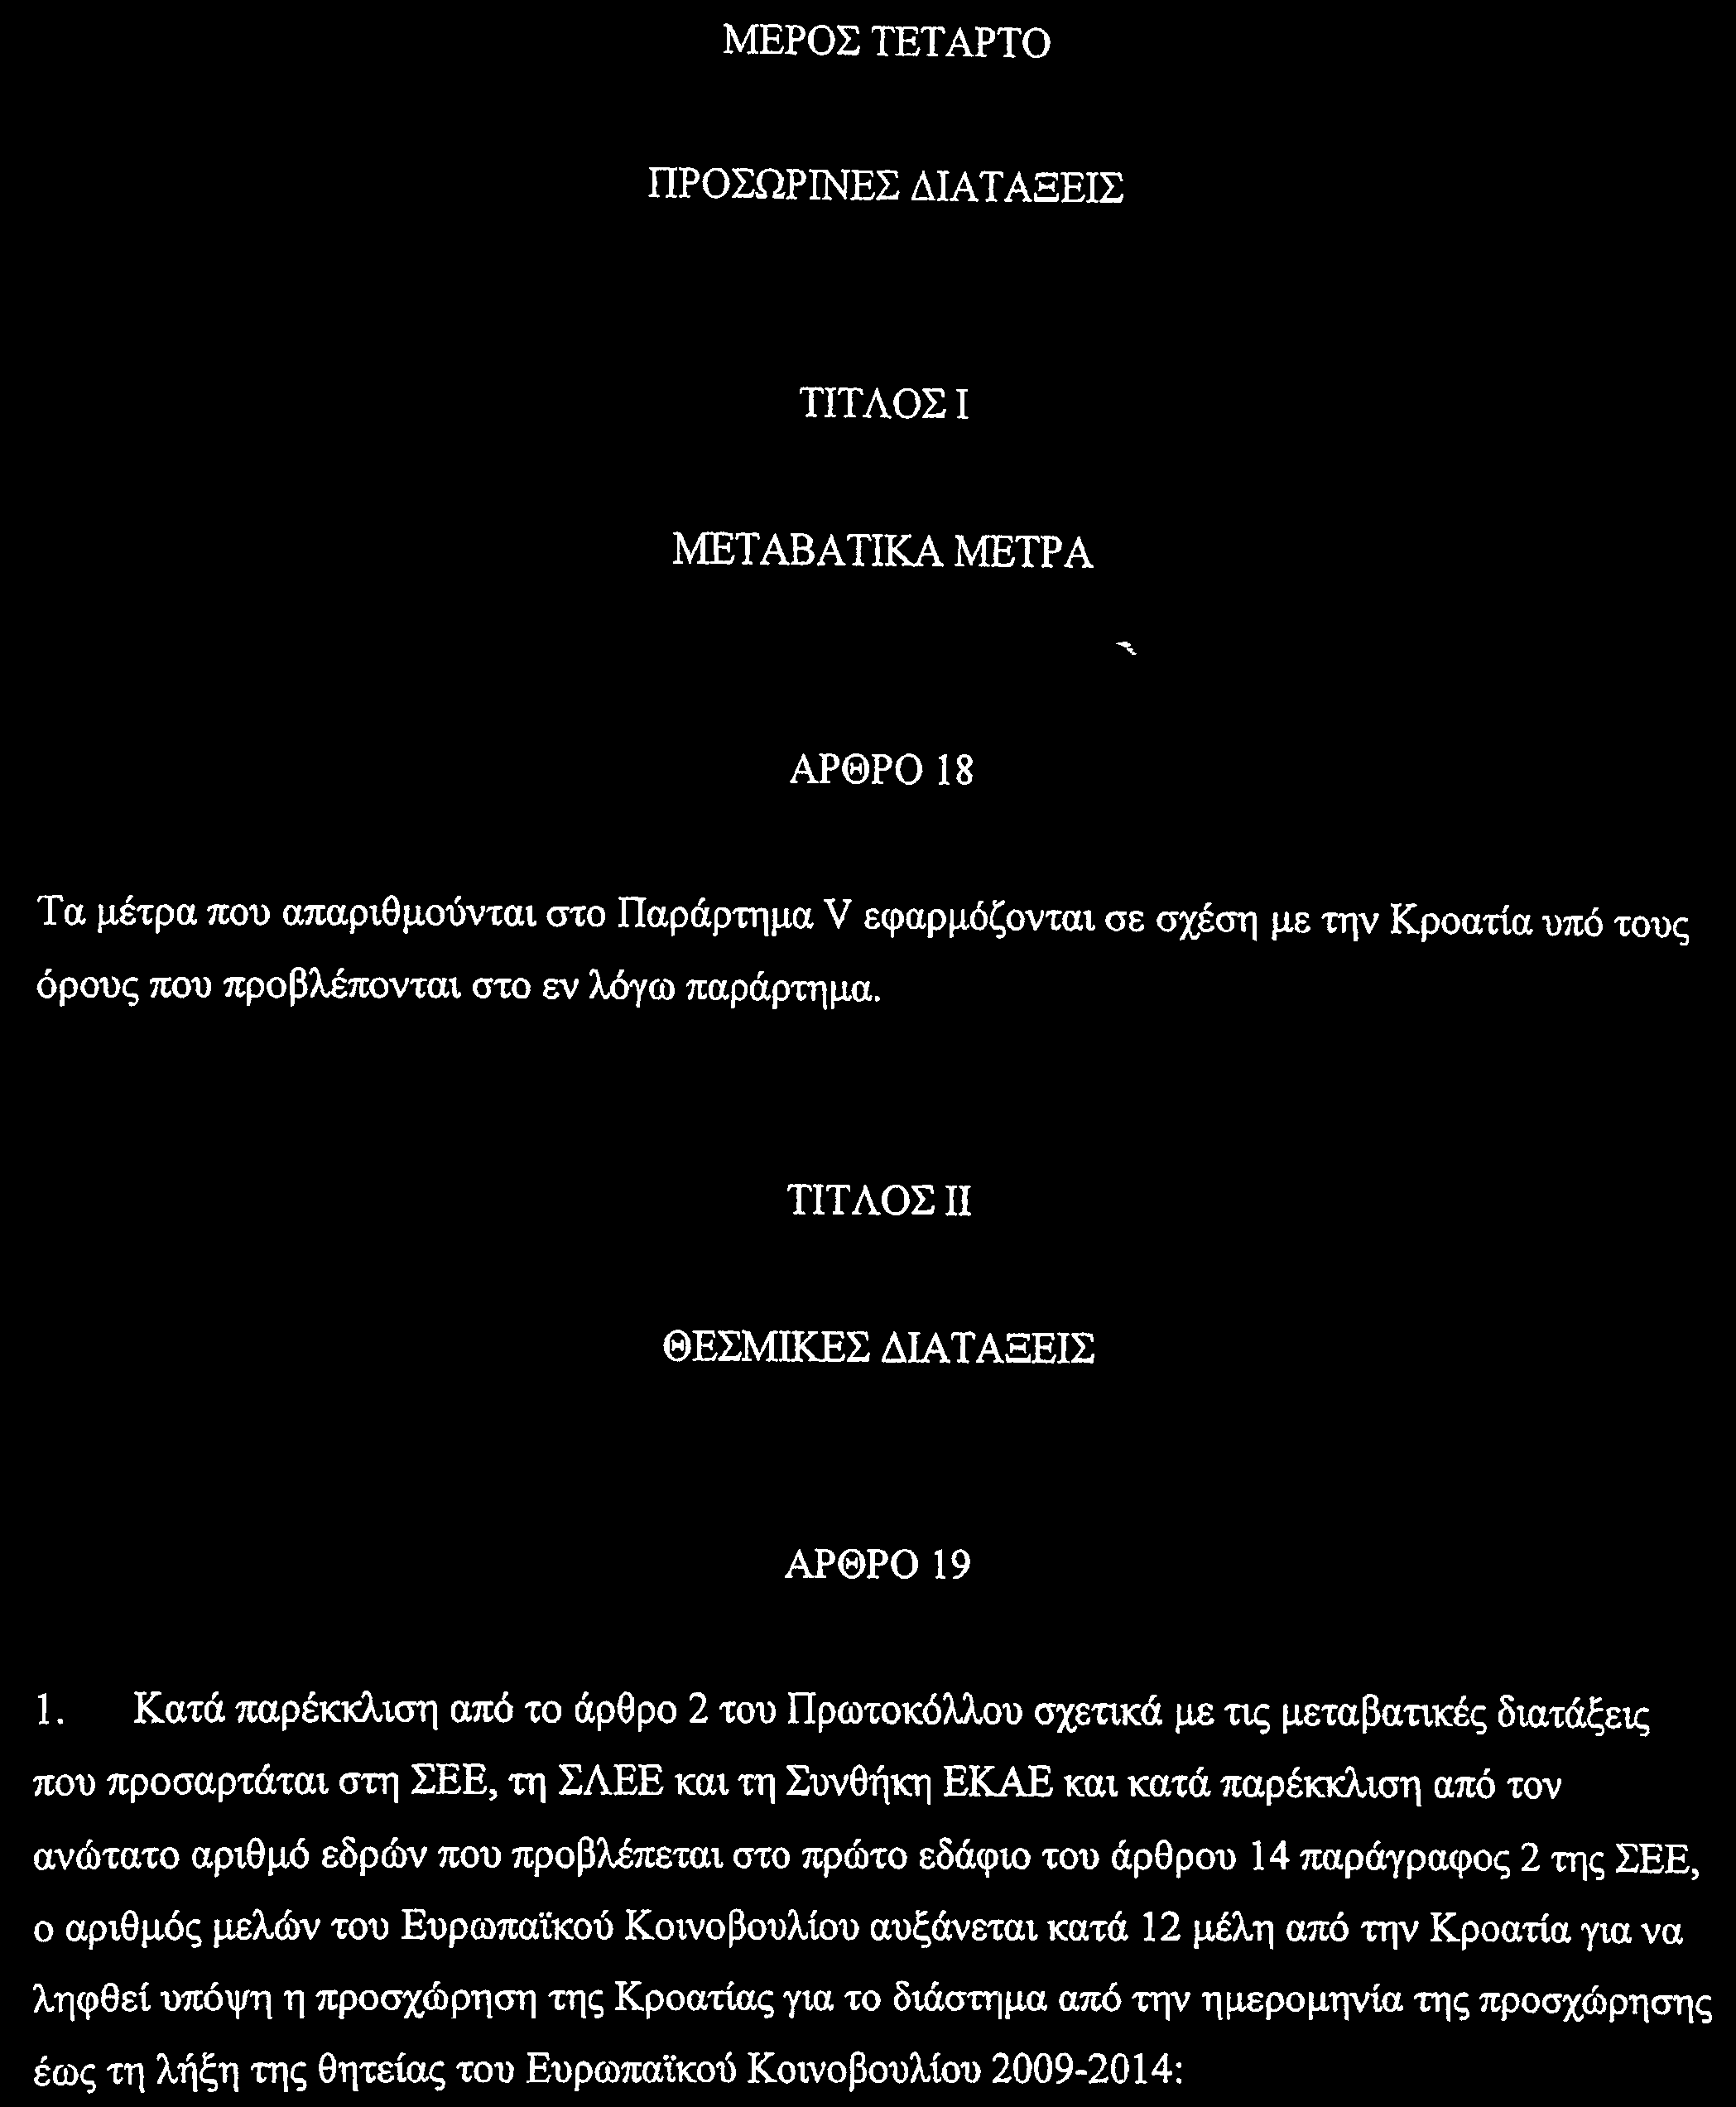 ΜΕΡΟΣ ΤΕΤΑΡΤΟ
ΠΡΟΣΩΡΙΝΕΣ ΔΙΑΤΑΞΕΙΣ
ΤΙΤΛΟΣ Ι
ΜΕΤΑΒΑΤΙΚΑ ΜΕΤΡΑ
ΑΡΘΡΟ 18
Τα μέτρα που απαριθμούνται στο Παράρτημα V εφαρμόζονται σε σχέση με την Κροατία υπό τους
όρους που προβλέπονται στο εν λόγω παράρτημα.
ΤΙΤΛΟΣ ΙΙ
ΘΕΣΜΙΚΕΣ ΔΙΑΤΑΞΕΙΣ
ΑΡΘΡΟ 19
1. Κατά παρέκκλιση από το άρθρο 2 του Πρωτοκόλλου σχετικά με τις μεταβατικές διατάξεις
που προσαρτάται στη ΣΕΕ, τη ΣΛΕΕ και τη Συνθήκη ΕΚΑΕ και κατά παρέκκλιση από τον
ανώτατο αριθμό εδρών που προβλέπεται στο πρώτο εδάφιο του άρθρου 14 παράγραφος 2 της ΣΕΕ,
ο αριθμός μελών του Ευρωπαϊκού Κοινοβουλίου αυξάνεται κατά 12 μέλη από την Κροατία για να
ληφθεί υπόψη η προσχώρηση της Κροατίας για το διάστημα από την ημερομηνία της προσχώρησης
έως τη λήξη της θητείας του Ευρωπαϊκού Κοινοβουλίου 2009-2014: